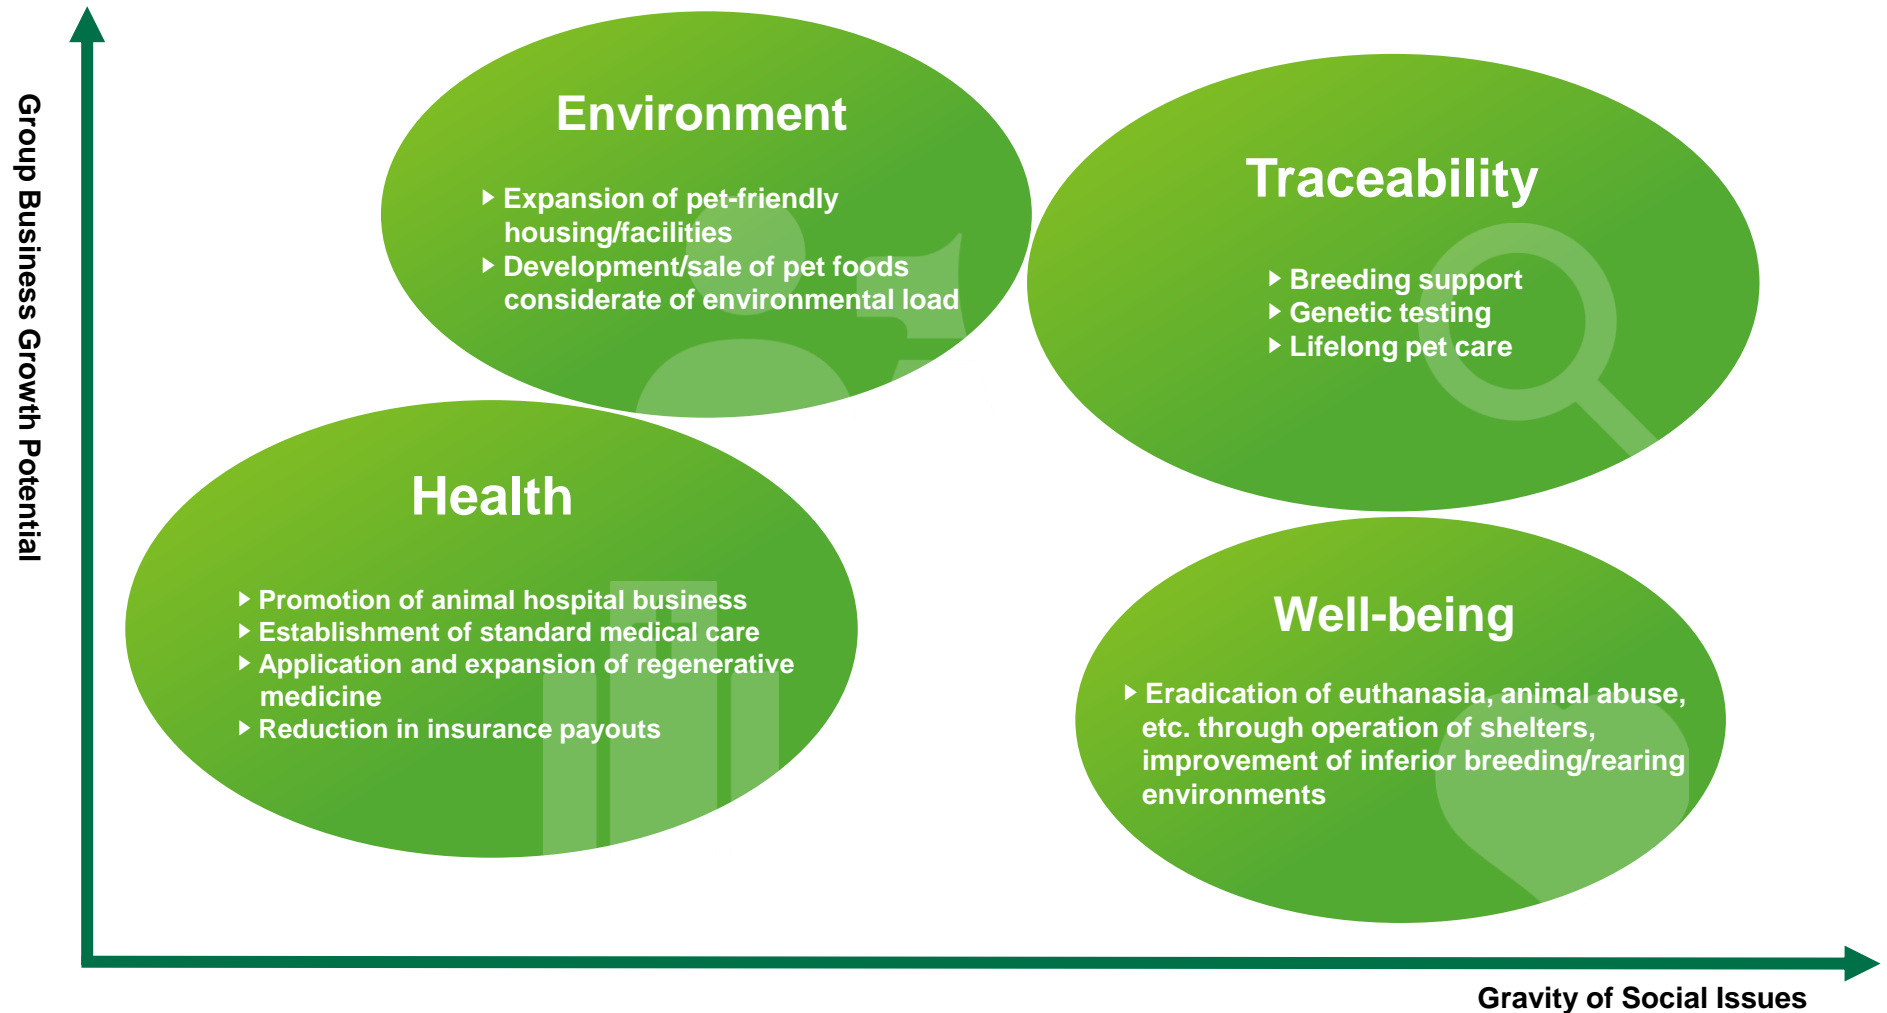 Group Business Growth Potential
Environment
Expansion of pet-friendly
housing/facilities
Development/sale of pet foods
considerate of environmental load
Traceability
Breeding support
Genetic testing
Lifelong pet care
Health
Promotion of animal hospital business
Establishment of standard medical care
Application and expansion of regenerative
medicine
Reduction in insurance payouts
Well-being
Eradication of euthanasia, animal abuse,
etc. through operation of shelters,
improvement of inferior breeding/rearing
environments
Gravity of Social Issues